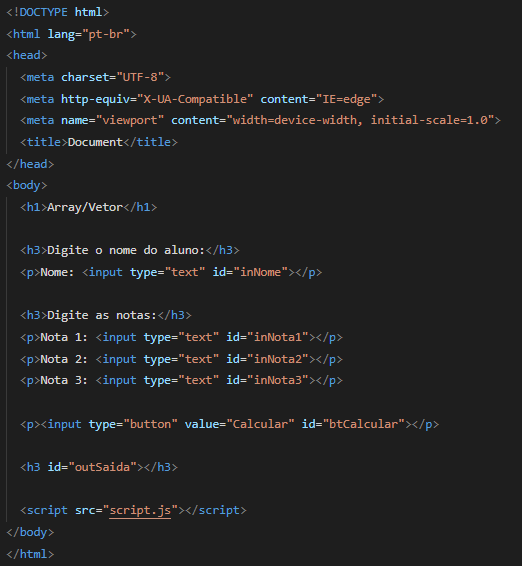 <!DOCTYPE html>
<html lang="pt-br">
<head>
<meta charset="UTF-8">
<meta http-equiv="X-UA-Compatible" content="IE=edge">
<meta name="viewport" content="width=device-width, initial-scale=1.0">
<title>Document</title>
</head>
<body>
<h1>Array/Vetor</h1>
<h3>Digite o nome do aluno:</h3>
<p>Nome: <input type="text" id="inNome"></p>
<h3>Digite as notas:</h3>
<p>Nota 1: <input type="text" id="inNota1"></p>
<p>Nota 2: <input type="text" id="inNota2"></p>
<p>Nota 3: <input type="text" id="inNota3"></p>
<p><input type="button" value="Calcular" id="btCalcular"></p>
<h3 id="outSaida"></h3>
<script src="script.js"></script>
</body>
</html>